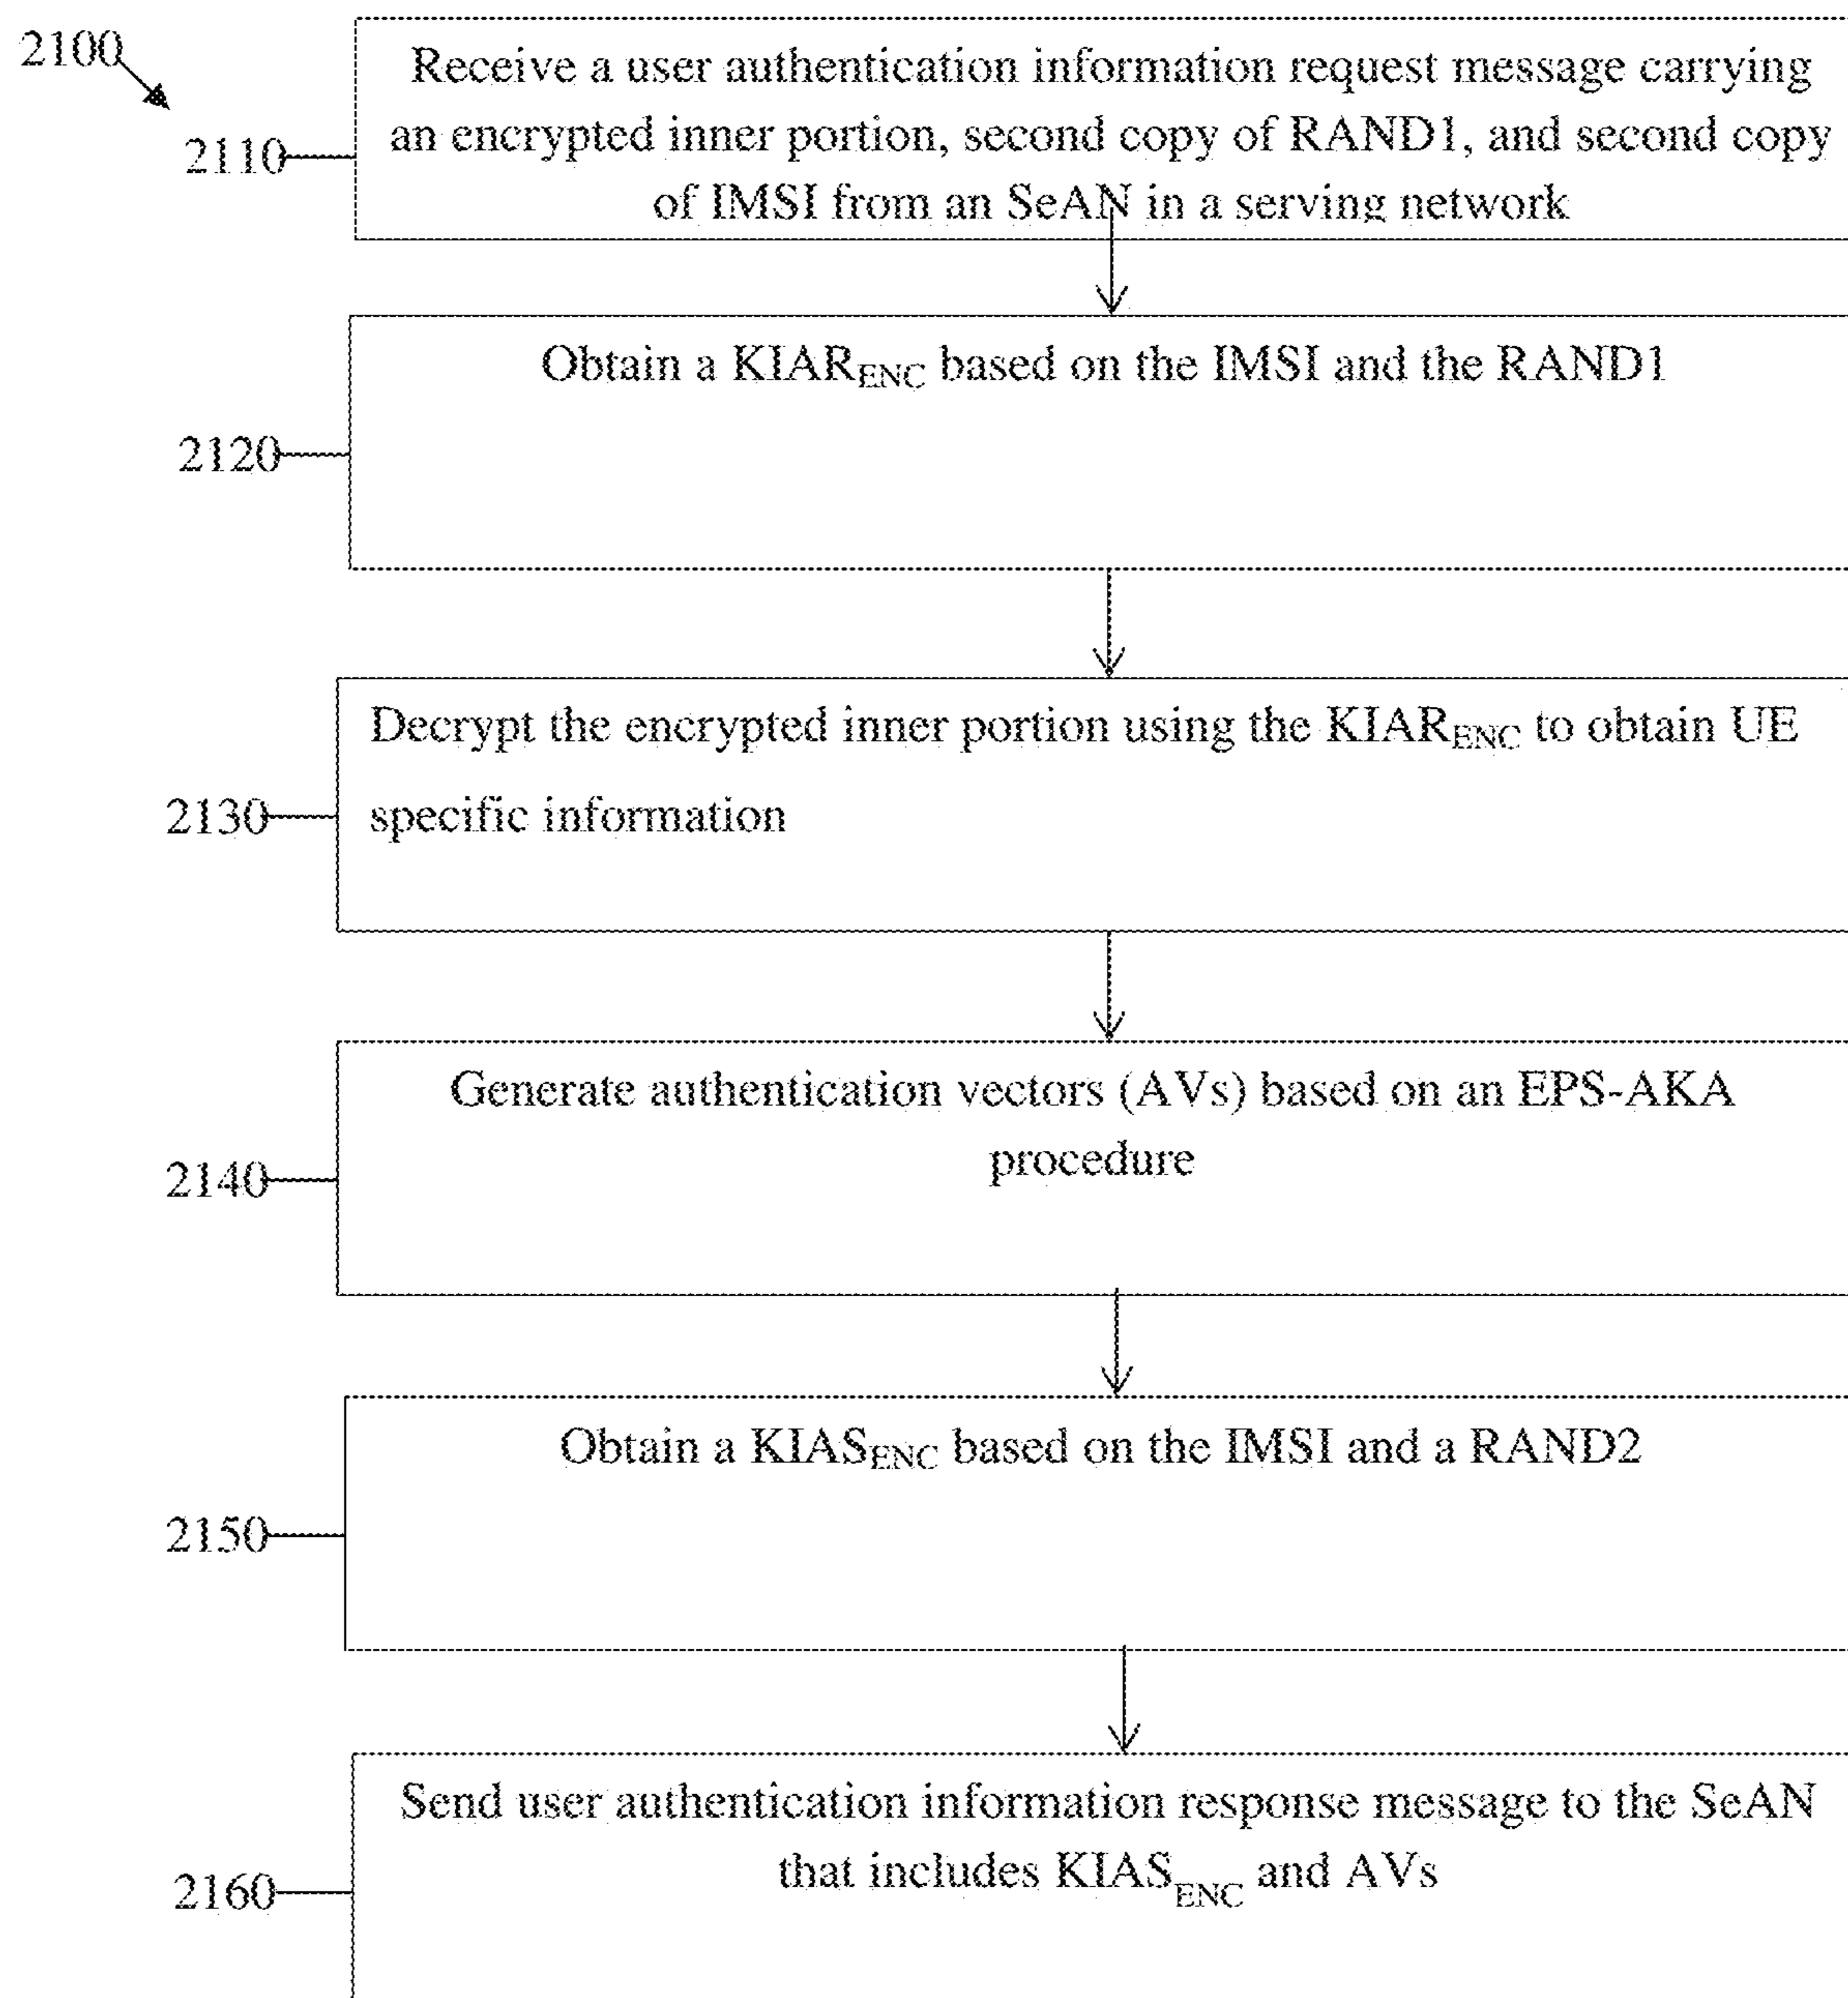 2100
Receive a user authentication information request message carrying
an encrypted inner portion, second copy of RAND1, and second copy
of IMSI from an SeAN in a serving network
2110
Obtain a KIAR_ENC based on the IMSI and the RAND1
2120
Decrypt the encrypted inner portion using the KIAR_ENC to obtain UE
specific information
2130
Generate authentication vectors (AVs) based on an EPS-AKA
procedure
2140
Obtain a KIAS_ENC based on the IMSI and a RAND2
2150
Send user authentication information response message to the SeAN
that includes KIAS_ENC and AVs
2160